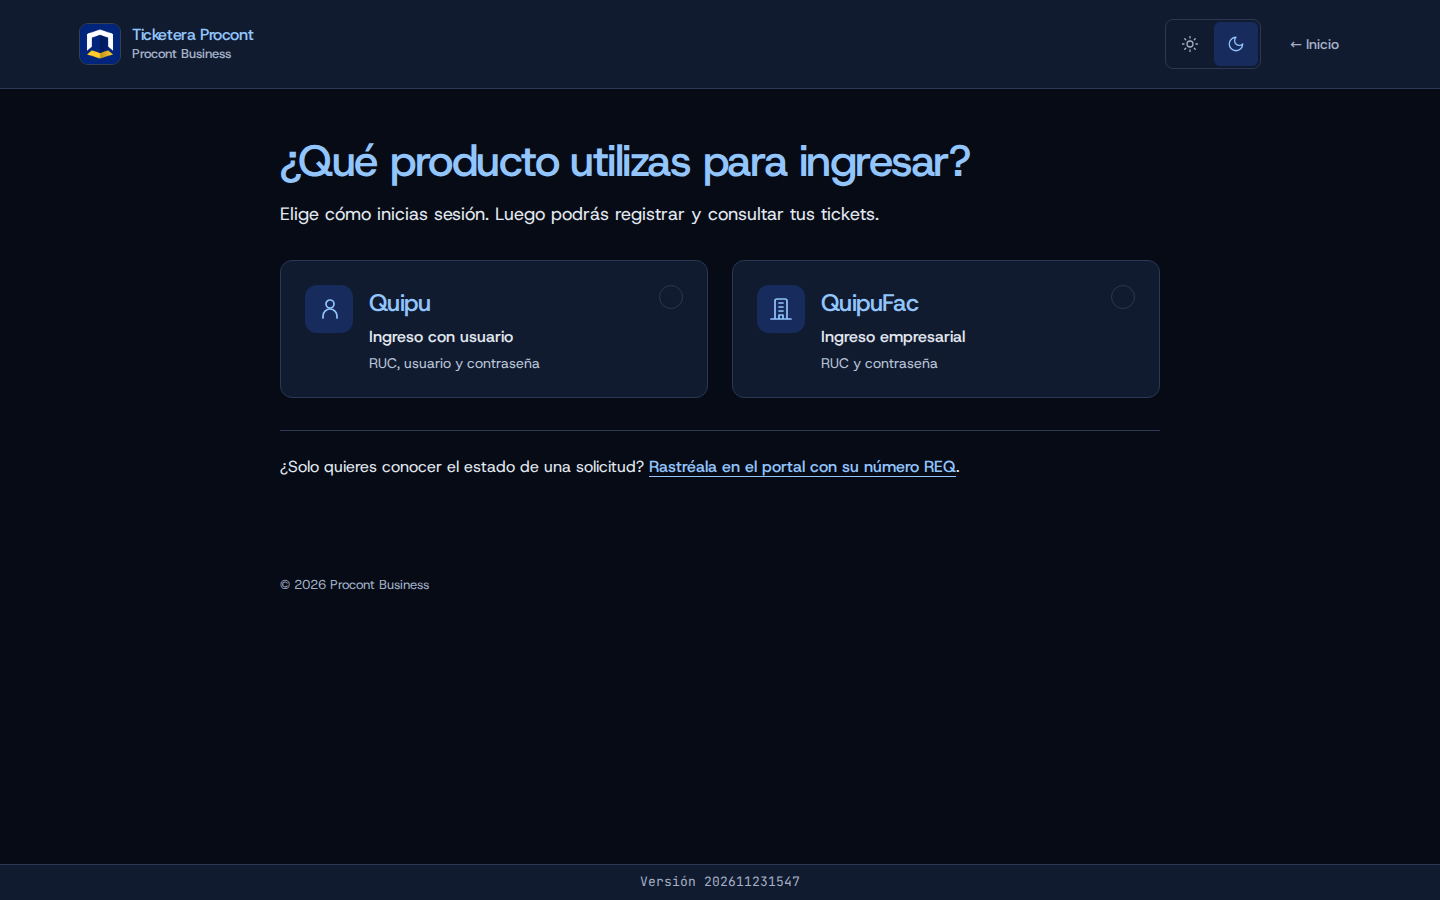 Ticketera Procont
Procont Business
← Inicio
¿Qué producto utilizas para ingresar?
Elige cómo inicias sesión. Luego podrás registrar y consultar tus tickets.
Quipu
Ingreso con usuario
RUC, usuario y contraseña
QuipuFac
Ingreso empresarial
RUC y contraseña
¿Solo quieres conocer el estado de una solicitud? Rastréala en el portal con su número REQ.
© 2026 Procont Business
Versión 202611231547